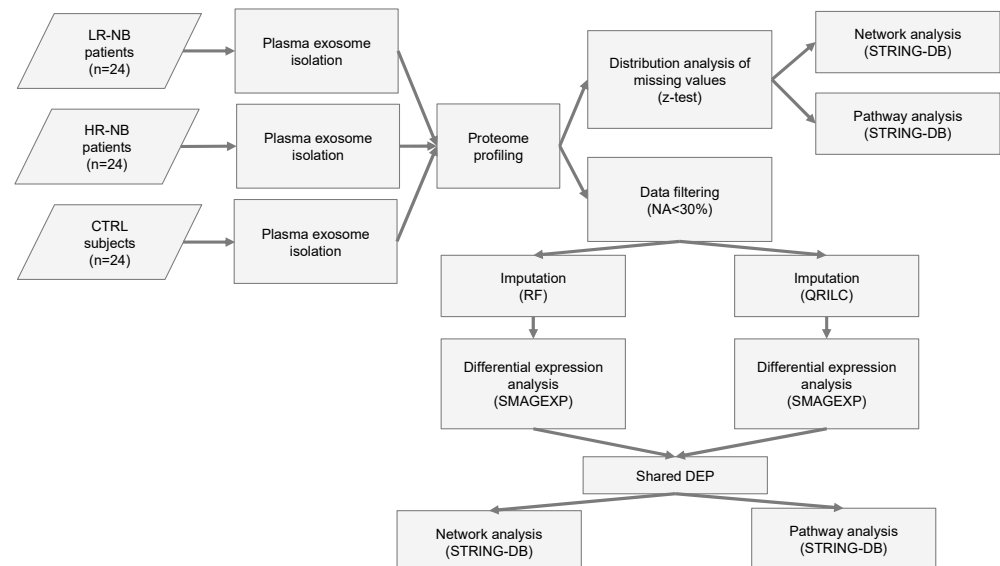 LR-NB
patients
(n=24)
Plasma exosome
isolation
HR-NB
patients
(n=24)
Plasma exosome
isolation
CTRL
subjects
(n=24)
Plasma exosome
isolation
Proteome
profiling
Distribution analysis of
missing values
(z-test)
Network analysis
(STRING-DB)
Pathway analysis
(STRING-DB)
Data filtering
(NA<30%)
Imputation
(RF)
Imputation
(QRILC)
Differential expression
analysis
(SMAGEXP)
Differential expression
analysis
(SMAGEXP)
Shared DEP
Network analysis
(STRING-DB)
Pathway analysis
(STRING-DB)